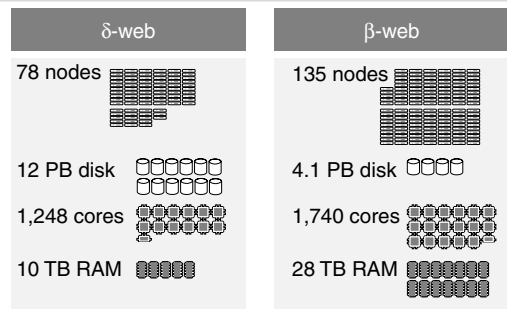 δ-web
78 nodes
12 PB disk
1,248 cores
10 TB RAM
β-web
135 nodes
4.1 PB disk
1,740 cores
28 TB RAM